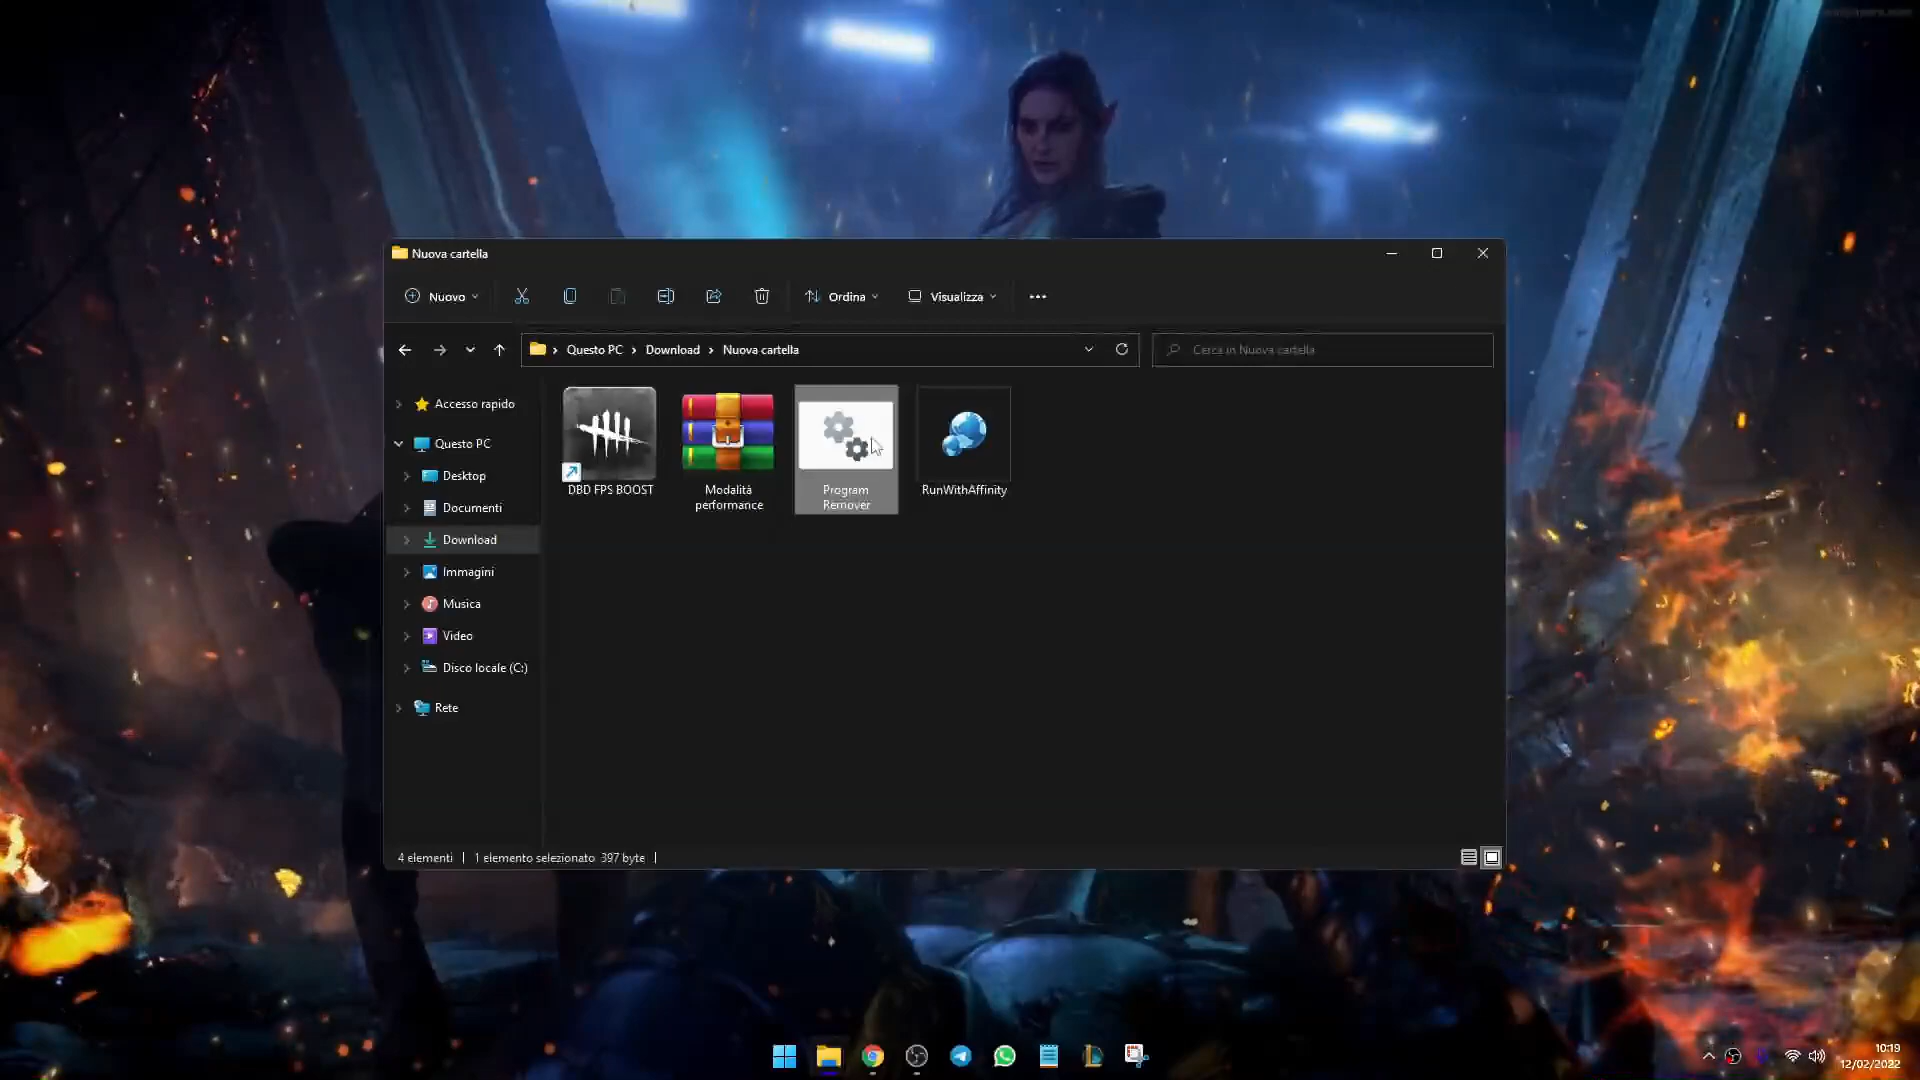 Nuova cartella
Nuovo
Ordina
Visualizza
Questo PC
Download
Nuova cartella
Cerca in Nuova cartella
Accesso rapido
Questo PC
Desktop
Documenti
Download
Immagini
Musica
Video
Disco locale (C:)
Rete
DBD FPS BOOST
Modalità
performance
Program
Remover
RunWithAffinity
4 elementi
1 elemento selezionato 397 byte
10:19
12/02/2022